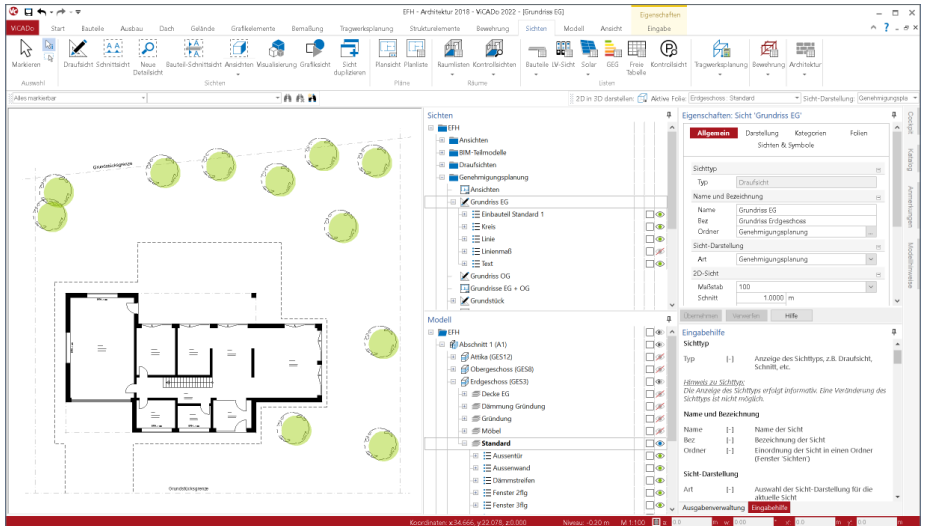 EFH - Architektur 2018 - ViCADo 2022 - [Grundriss EG]
Eigenschaften
ViCADo Start Bauteile Ausbau Dach Gelände Grafikelemente Bemaßung Tragwerksplanung Strukturelemente Bewehrung Sichten Modell Ansicht Eingabe
Markieren Draufsicht Schnittsicht Neue Detailsicht Bauteil-Schnittsicht Ansichten Visualisierung Grafiksicht Sicht duplizieren Plansicht Planliste Raumlisten Kontrollsichten Bauteile LV-Sicht Solar GEG Freie Tabelle Kontrollsicht Tragwerksplanung Bewehrung Architektur
Auswahl Sichten Pläne Räume Listen
Alles markierbar
2D in 3D darstellen: Aktive Folie: Erdgeschoss : Standard Sicht-Darstellung: Genehmigungspla
Grundstücksgrenze
Grundstücksgrenze
Sichten
EFH
Ansichten
BIM-Teilmodelle
Draufsichten
Genehmigungsplanung
Ansichten
Grundriss EG
Einbauteil Standard 1
Kreis
Linie
Linienmaß
Text
Grundriss OG
Grundrisse EG + OG
Grundstück
Modell
EFH
Abschnitt 1 (A1)
Attika (GES12)
Obergeschoss (GES8)
Erdgeschoss (GES3)
Decke EG
Dämmung Gründung
Gründung
Möbel
Standard
Aussentür
Aussenwand
Dämmstreifen
Fenster 2flg
Fenster 3flg
Eigenschaften: Sicht 'Grundriss EG'
Allgemein Darstellung Kategorien Folien
Sichten & Symbole
Sichttyp
Typ Draufsicht
Name und Bezeichnung
Name Grundriss EG
Bez Grundriss Erdgeschoss
Ordner Genehmigungsplanung ...
Sicht-Darstellung
Art Genehmigungsplanung
2D-Sicht
Maßstab 100
Schnitt 1.0000 m
Übernehmen Verwerfen Hilfe
Eingabehilfe
Sichttyp
Typ [-] Anzeige des Sichttyps, z.B. Draufsicht,
Schnitt, etc.
Hinweis zu Sichttyp:
Die Anzeige des Sichttyps erfolgt informativ. Eine Veränderung des
Sichttyps ist nicht möglich.
Name und Bezeichnung
Name [-] Name der Sicht
Bez [-] Bezeichnung der Sicht
Ordner [-] Einordnung der Sicht in einen Ordner
(Fenster 'Sichten')
Sicht-Darstellung
Art [-] Auswahl der Sicht-Darstellung für die
aktuelle Sicht
Ausgabenverwaltung Eingabehilfe
Cockpit
Katalog
Anmerkungen
Modellhinweise
Koordinaten: x:34.666, y:22.078, z:0.000 Niveau: -0.20 m M 1:100